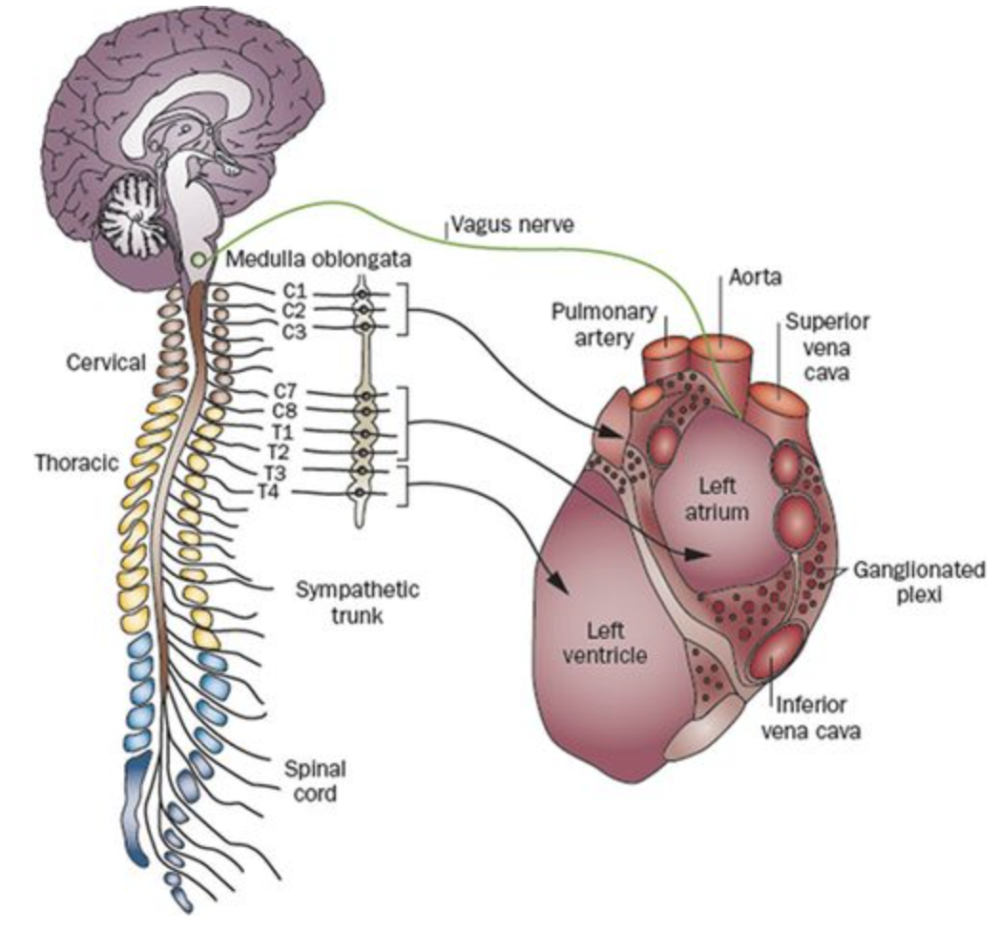 Vagus nerve
Medulla oblongata
Aorta
C1
C2
C3
Pulmonary
artery
Superior
vena
cava
Cervical
C7
C8
T1
T2
T3
T4
Thoracic
Left
atrium
Ganglionated
plexi
Sympathetic
trunk
Left
ventricle
Inferior
vena cava
Spinal
cord